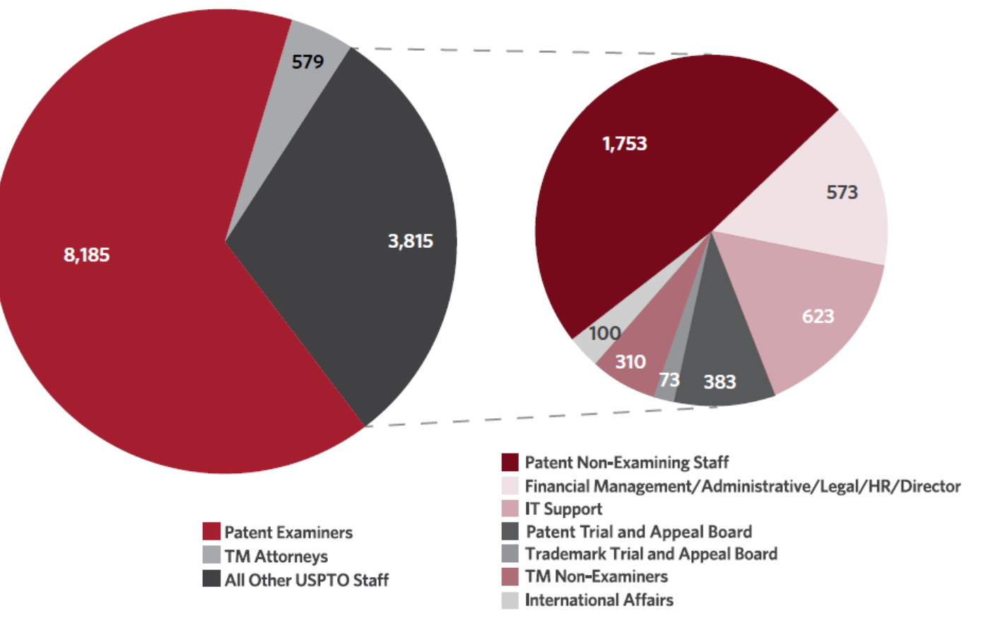 579
3,815
8,185
1,753
573
623
383
73
310
100
Patent Examiners
TM Attorneys
All Other USPTO Staff
Patent Non-Examining Staff
Financial Management/Administrative/Legal/HR/Director
IT Support
Patent Trial and Appeal Board
Trademark Trial and Appeal Board
TM Non-Examiners
International Affairs